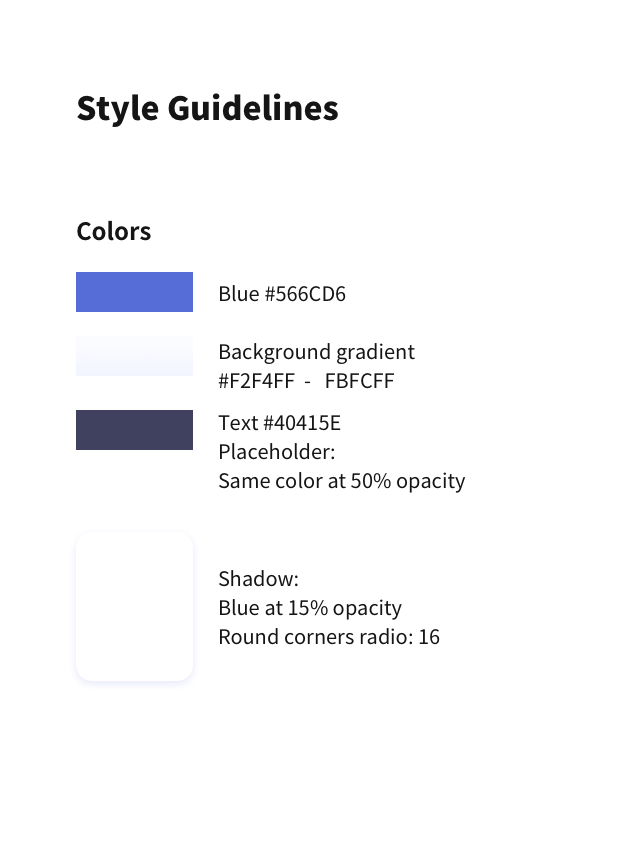 Style Guidelines
Colors
Blue #566CD6
Background gradient
#F2F4FF - FBFCFF
Text #40415E
Placeholder:
Same color at 50% opacity
Shadow:
Blue at 15% opacity
Round corners radio: 16